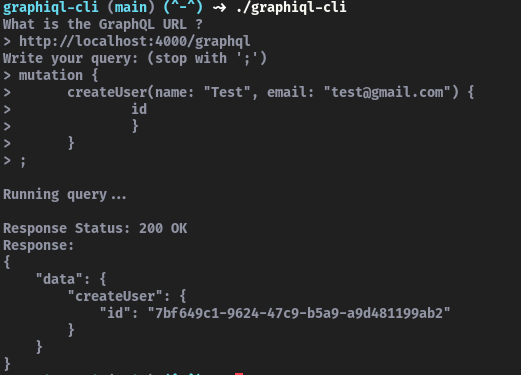 graphiql-cli (main) (^-^) ~> ./graphiql-cli
What is the GraphQL URL ?
> http://localhost:4000/graphql
Write your query: (stop with ';')
> mutation {
>       createUser(name: "Test", email: "test@gmail.com") {
>               id
>               }
>       }
> ;
Running query...
Response Status: 200 OK
Response:
{
    "data": {
        "createUser": {
            "id": "7bf649c1-9624-47c9-b5a9-a9d481199ab2"
        }
    }
}